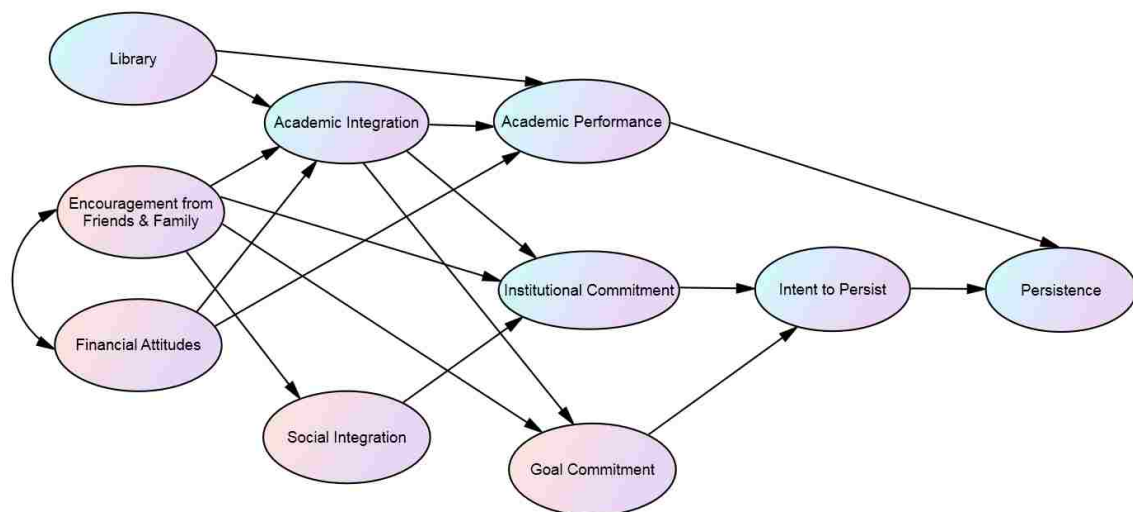 Library
Academic Integration
Academic Performance
Encouragement from
Friends & Family
Institutional Commitment
Intent to Persist
Persistence
Financial Attitudes
Social Integration
Goal Commitment